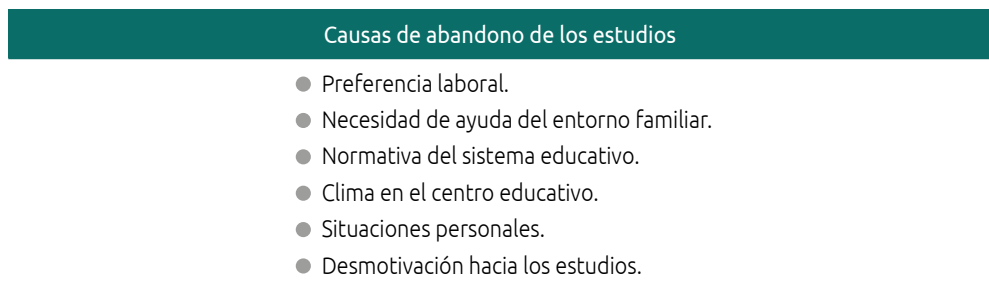 Causas de abandono de los estudios
● Preferencia laboral.
● Necesidad de ayuda del entorno familiar.
● Normativa del sistema educativo.
● Clima en el centro educativo.
● Situaciones personales.
● Desmotivación hacia los estudios.